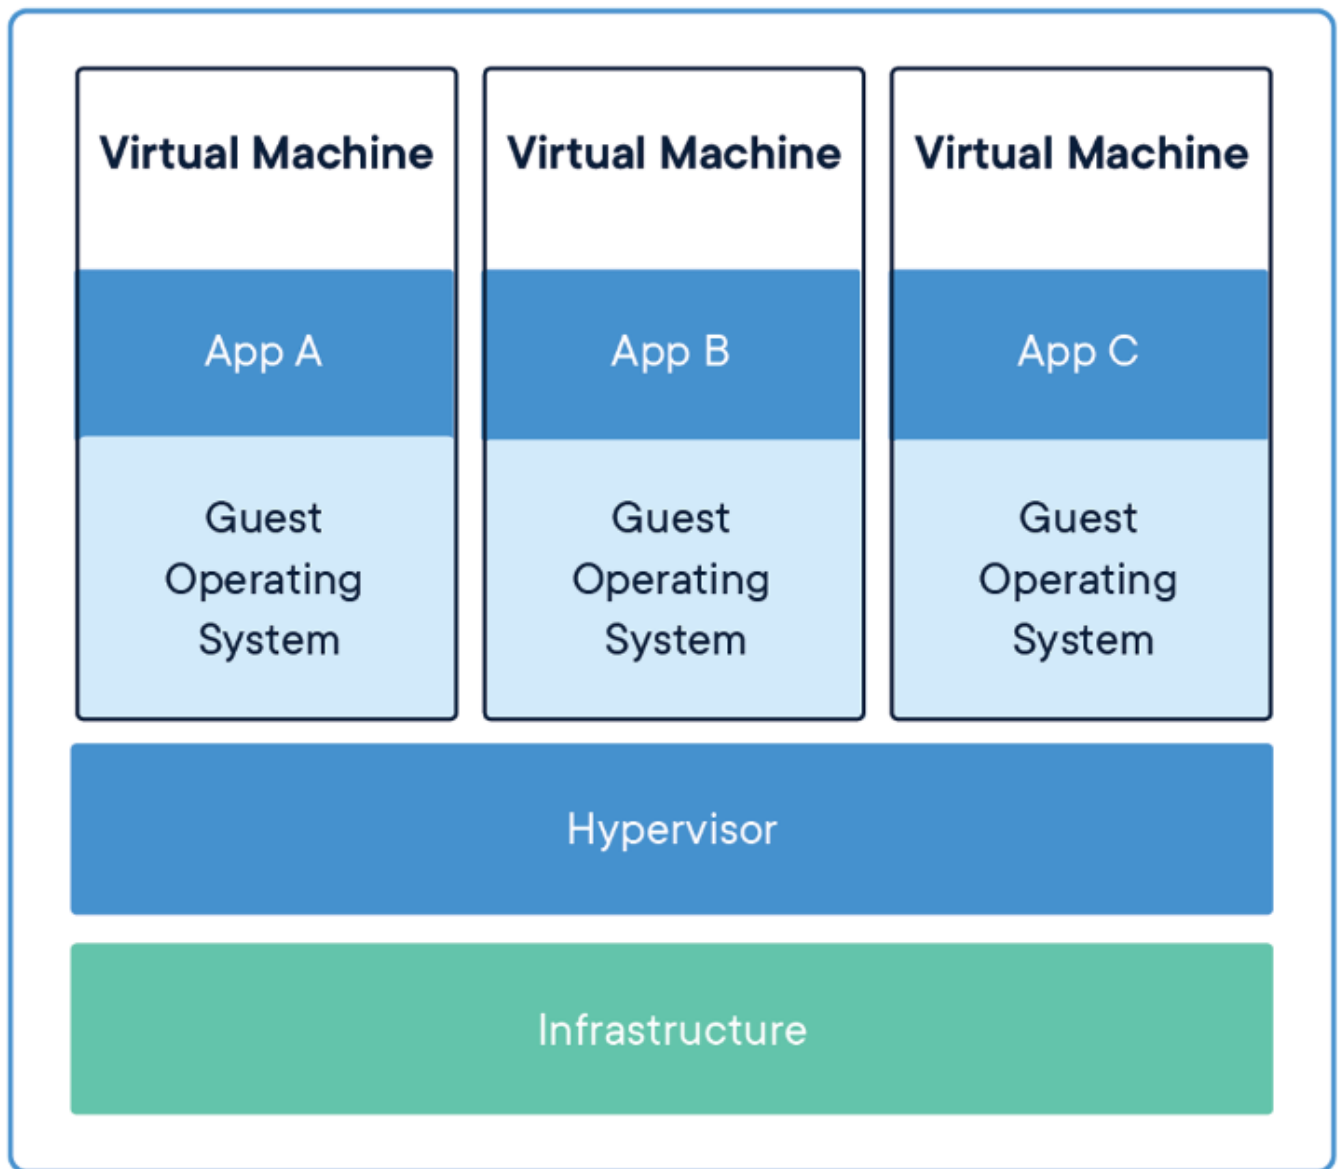 Virtual Machine
App A
Guest
Operating
System
Virtual Machine
App B
Guest
Operating
System
Virtual Machine
App C
Guest
Operating
System
Hypervisor
Infrastructure